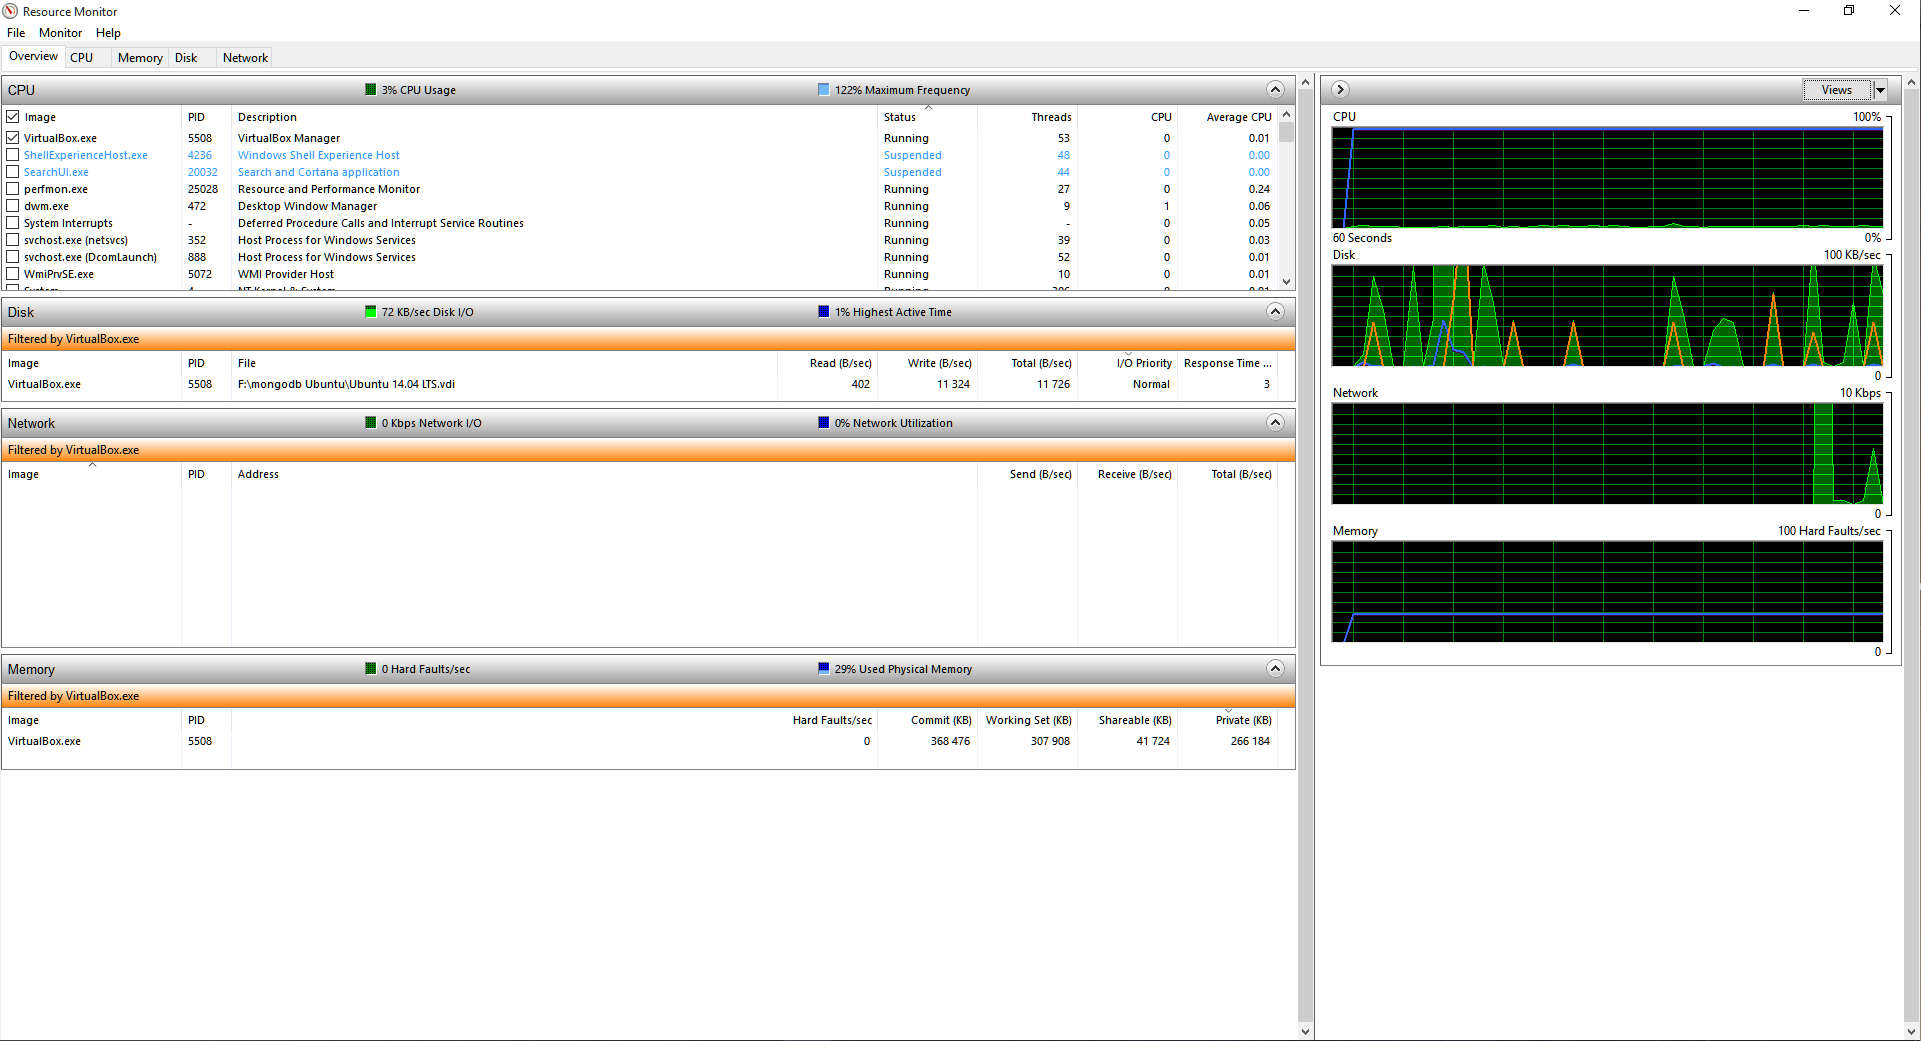 Resource Monitor
File Monitor Help
Overview CPU Memory Disk Network
CPU 3% CPU Usage 122% Maximum Frequency
Image PID Description Status Threads CPU Average CPU
VirtualBox.exe 5508 VirtualBox Manager Running 53 0 0.01
ShellExperienceHost.exe 4236 Windows Shell Experience Host Suspended 48 0 0.00
SearchUI.exe 20032 Search and Cortana application Suspended 44 0 0.00
perfmon.exe 25028 Resource and Performance Monitor Running 27 0 0.24
dwm.exe 472 Desktop Window Manager Running 9 1 0.06
System Interrupts - Deferred Procedure Calls and Interrupt Service Routines Running - 0 0.05
svchost.exe (netsvcs) 352 Host Process for Windows Services Running 39 0 0.03
svchost.exe (DcomLaunch) 888 Host Process for Windows Services Running 52 0 0.01
WmiPrvSE.exe 5072 WMI Provider Host Running 10 0 0.01
Disk 72 KB/sec Disk I/O 1% Highest Active Time
Filtered by VirtualBox.exe
Image PID File Read (B/sec) Write (B/sec) Total (B/sec) I/O Priority Response Time ...
VirtualBox.exe 5508 F:\mongodb Ubuntu\Ubuntu 14.04 LTS.vdi 402 11 324 11 726 Normal 3
Network 0 Kbps Network I/O 0% Network Utilization
Filtered by VirtualBox.exe
Image PID Address Send (B/sec) Receive (B/sec) Total (B/sec)
Memory 0 Hard Faults/sec 29% Used Physical Memory
Filtered by VirtualBox.exe
Image PID Hard Faults/sec Commit (KB) Working Set (KB) Shareable (KB) Private (KB)
VirtualBox.exe 5508 0 368 476 307 908 41 724 266 184
Views
CPU 100%
60 Seconds 0%
Disk 100 KB/sec
0
Network 10 Kbps
0
Memory 100 Hard Faults/sec
0